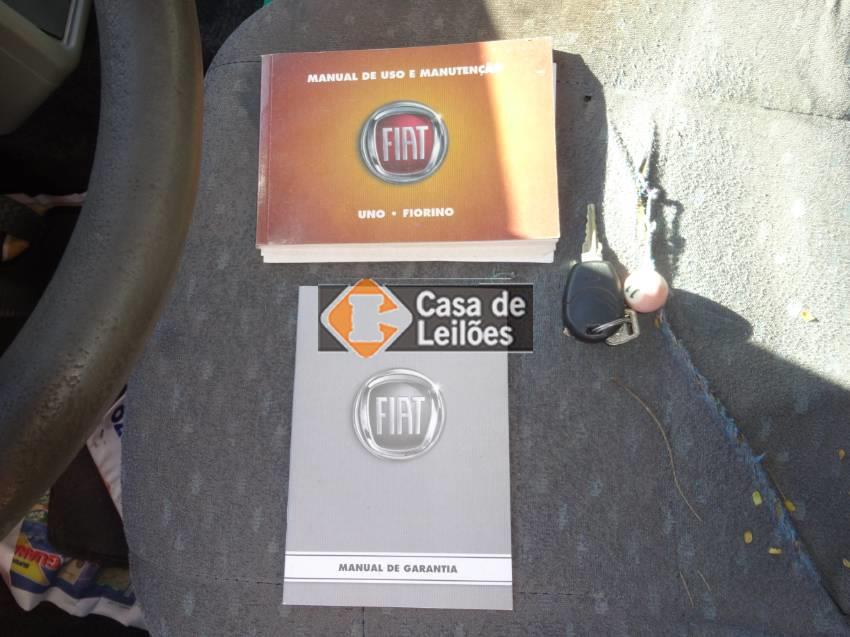 MANUAL DE USO E MANUTENÇÃO
FIAT
UNO • FIORINO
Casa de
Leilões
FIAT
MANUAL DE GARANTIA